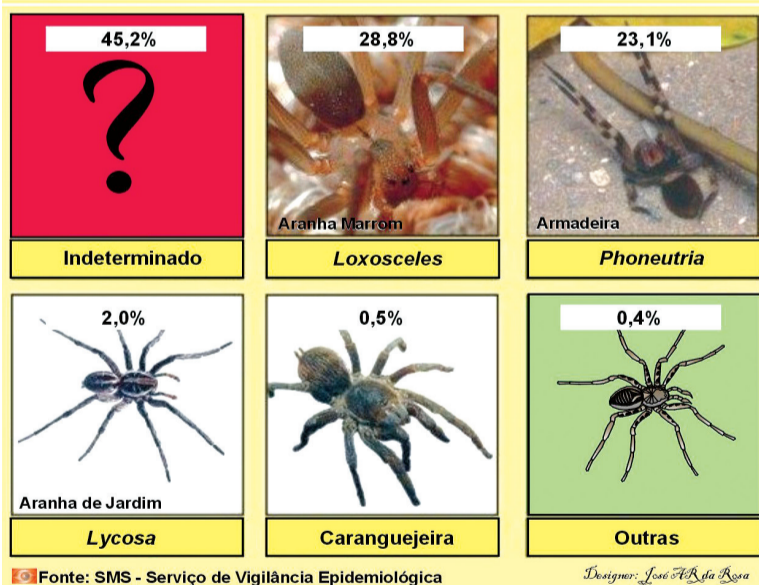 45,2%
?
Indeterminado
28,8%
Aranha Marrom
Loxosceles
23,1%
Armadeira
Phoneutria
2,0%
Aranha de Jardim
Lycosa
0,5%
Caranguejeira
0,4%
Outras
Fonte: SMS - Serviço de Vigilância Epidemiológica
Designer: José AR da Rosa